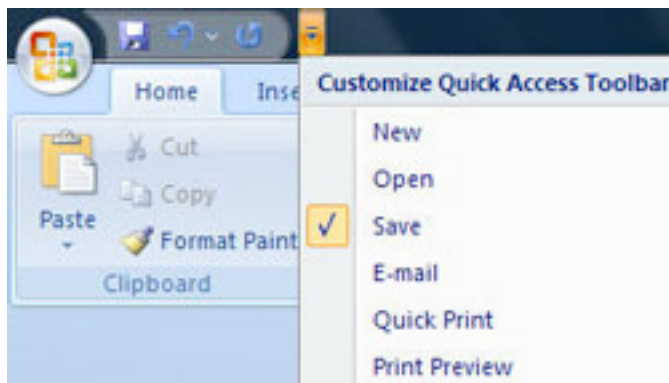 Home
Inse
Cut
Copy
Paste
Format Paint
Clipboard
Customize Quick Access Toolbar
New
Open
Save
E-mail
Quick Print
Print Preview